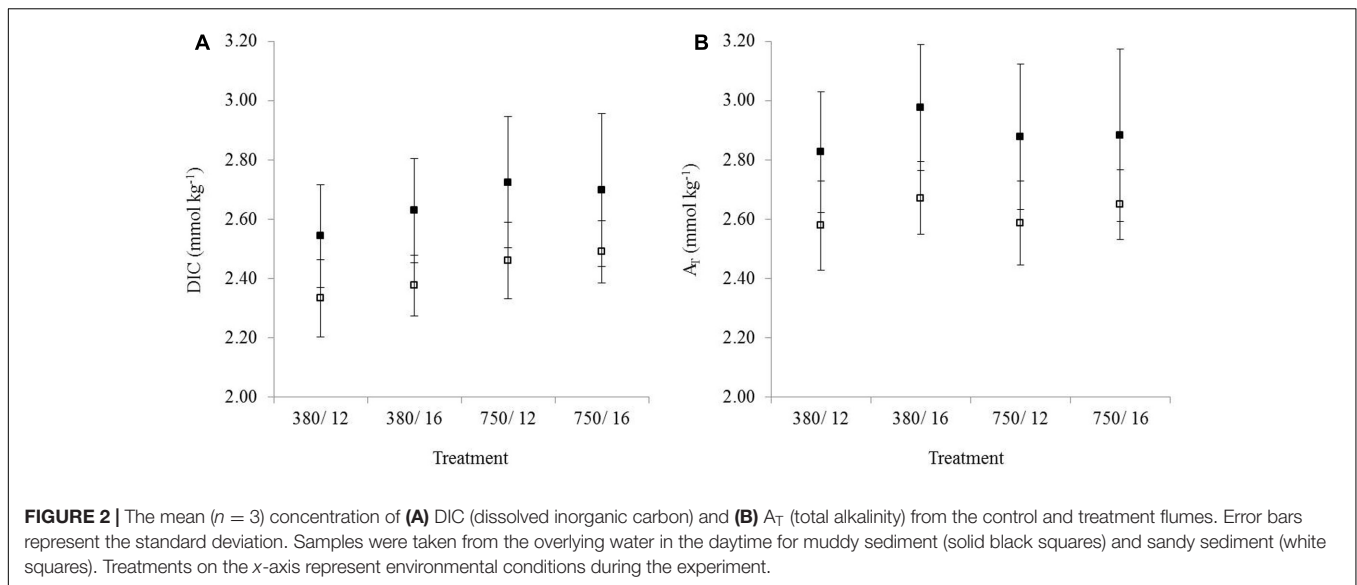 A
3.20
3.00
2.80
2.60
2.40
2.20
2.00
DIC (mmol kg-1)
380/ 12 380/ 16 750/ 12 750/ 16
Treatment
B
3.20
3.00
2.80
2.60
2.40
2.20
2.00
AT (mmol kg-1)
380/ 12 380/ 16 750/ 12 750/ 16
Treatment
FIGURE 2 | The mean (n = 3) concentration of (A) DIC (dissolved inorganic carbon) and (B) AT (total alkalinity) from the control and treatment flumes. Error bars
represent the standard deviation. Samples were taken from the overlying water in the daytime for muddy sediment (solid black squares) and sandy sediment (white
squares). Treatments on the x-axis represent environmental conditions during the experiment.